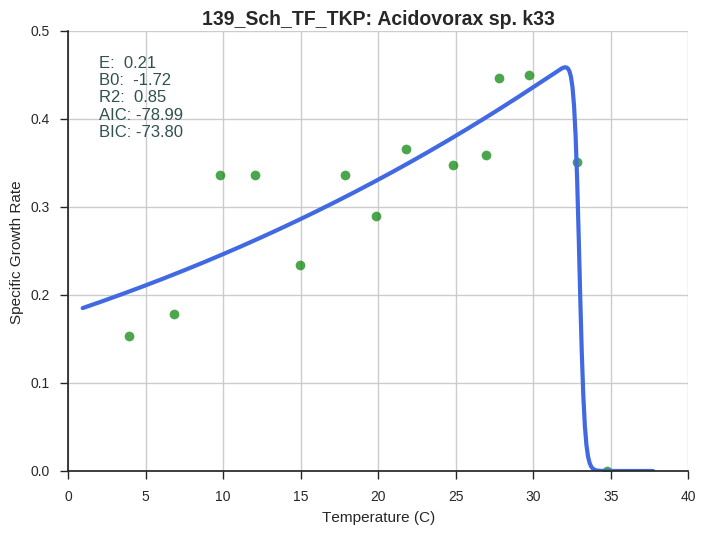 139_Sch_TF_TKP: Acidovorax sp. k33
E:  0.21
B0:  -1.72
R2:  0.85
AIC: -78.99
BIC: -73.80
Specific Growth Rate
0.5
0.4
0.3
0.2
0.1
0.0
0 5 10 15 20 25 30 35 40
Temperature (C)